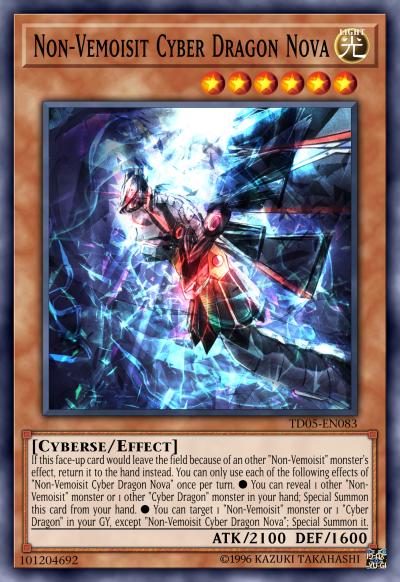 Non-Vemoisit Cyber Dragon Nova
LIGHT
光
TD05-EN083
[Cyberse/Effect]
If this face-up card would leave the field because of an other "Non-Vemoisit" monster's
effect, return it to the hand instead. You can only use each of the following effects of
"Non-Vemoisit Cyber Dragon Nova" once per turn. ● You can reveal 1 other "Non-
Vemoisit" monster or 1 other "Cyber Dragon" monster in your hand; Special Summon
this card from your hand. ● You can target 1 "Non-Vemoisit" monster or 1 "Cyber
Dragon" in your GY, except "Non-Vemoisit Cyber Dragon Nova"; Special Summon it.
ATK/2100 DEF/1600
101204692
©1996 KAZUKI TAKAHASHI